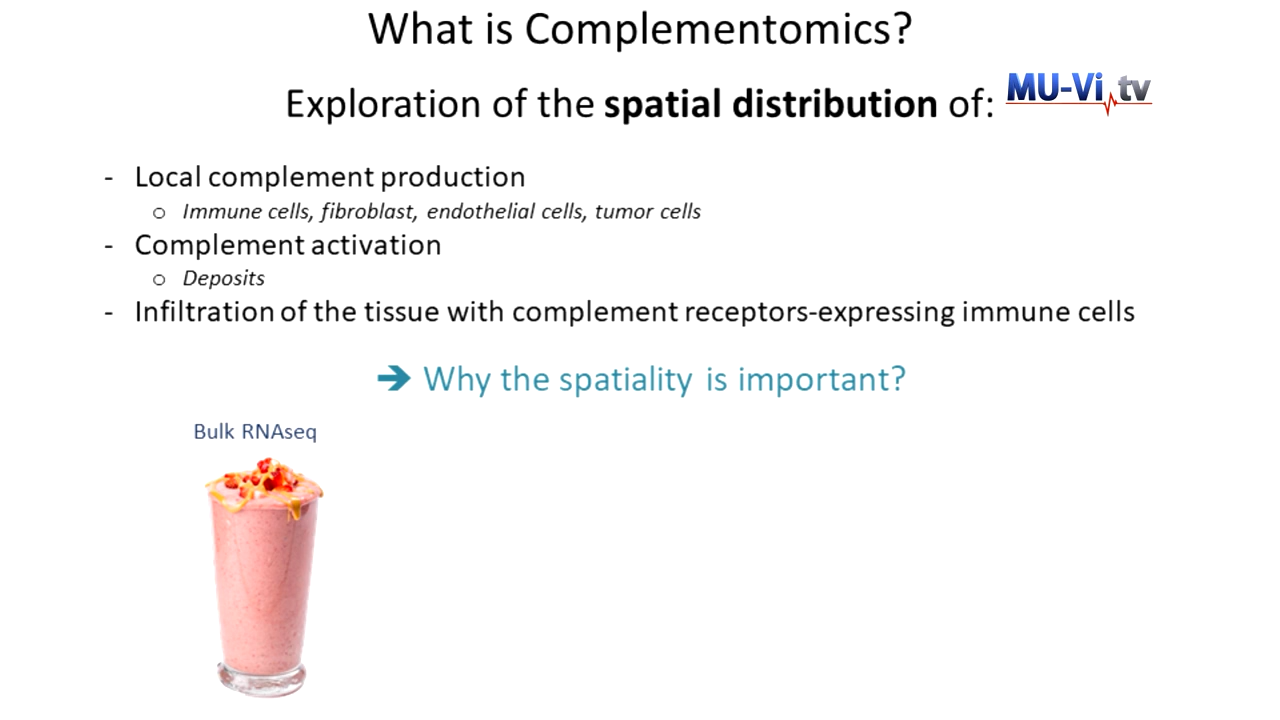 What is Complementomics?
Exploration of the spatial distribution of:
MU-Vi.tv
- Local complement production
o Immune cells, fibroblast, endothelial cells, tumor cells
- Complement activation
o Deposits
- Infiltration of the tissue with complement receptors-expressing immune cells
➔ Why the spatiality is important?
Bulk RNAseq